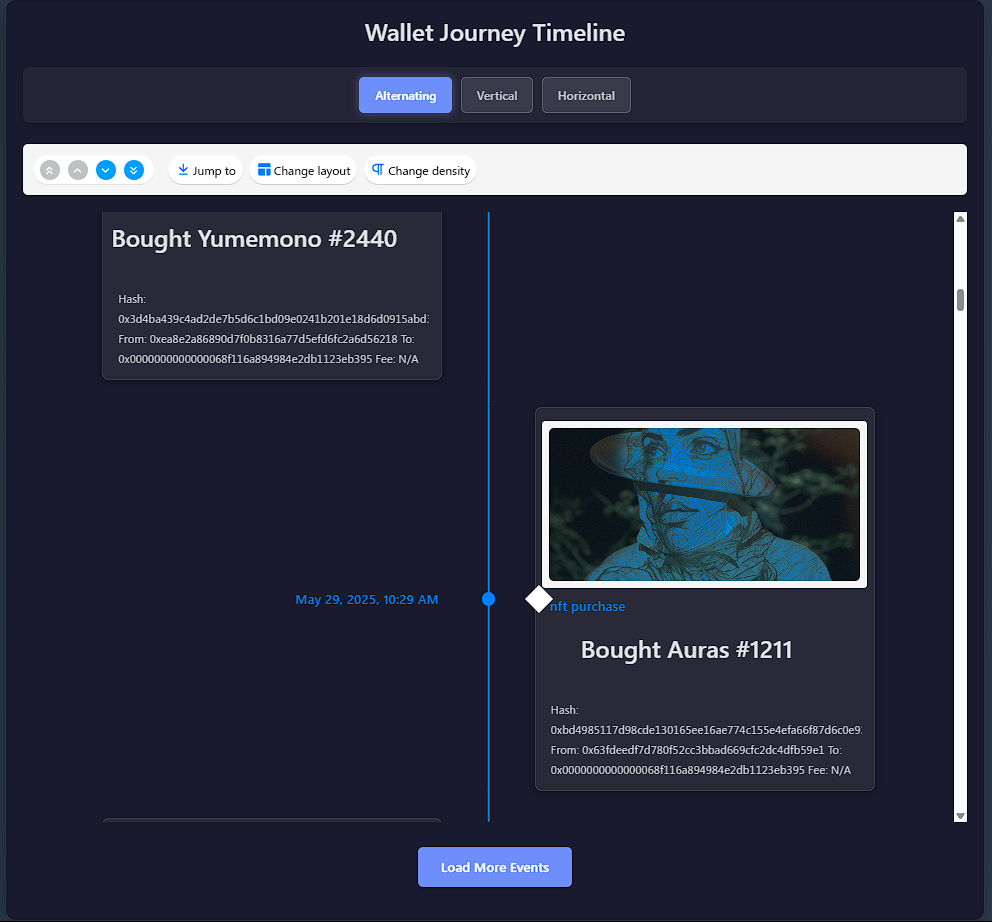 Wallet Journey Timeline
Alternating
Vertical
Horizontal
Jump to
Change layout
Change density
Bought Yumemono #2440
Hash:
0x3d4ba439c4ad2de7b5d6c1bd09e0241b201e18d6d0915abd
From: 0xea8e2a86890d7f0b8316a77d5efd6fc2a6d56218 To:
0x0000000000000068f116a894984e2db1123eb395 Fee: N/A
May 29, 2025, 10:29 AM
nft purchase
Bought Auras #1211
Hash:
0xbd4985117d98cde130165ee16ae774c155e4efa66f87d6c0e9
From: 0x63fdeedf7d780f52cc3bbad669cfc2dc4dfb59e1 To:
0x0000000000000068f116a894984e2db1123eb395 Fee: N/A
Load More Events